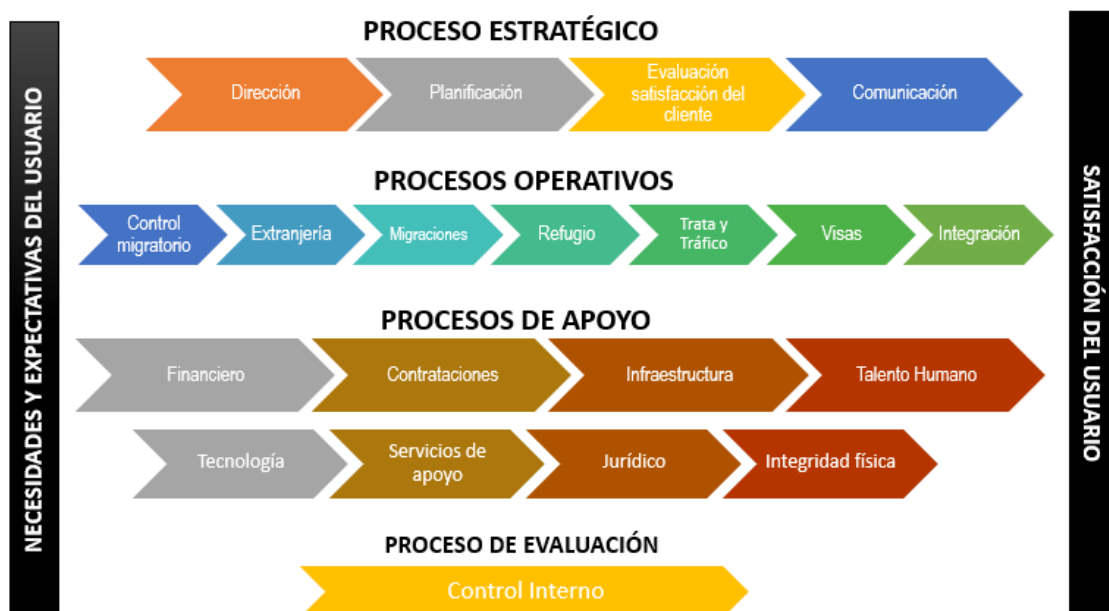 NECESIDADES Y EXPECTATIVAS DEL USUARIO
PROCESO ESTRATÉGICO
Dirección
Planificación
Evaluación
satisfacción del
cliente
Comunicación
PROCESOS OPERATIVOS
Control
migratorio
Extranjería
Migraciones
Refugio
Trata y
Tráfico
Visas
Integración
PROCESOS DE APOYO
Financiero
Contrataciones
Infraestructura
Talento Humano
Tecnología
Servicios de
apoyo
Jurídico
Integridad física
PROCESO DE EVALUACIÓN
Control Interno
SATISFACCIÓN DEL USUARIO